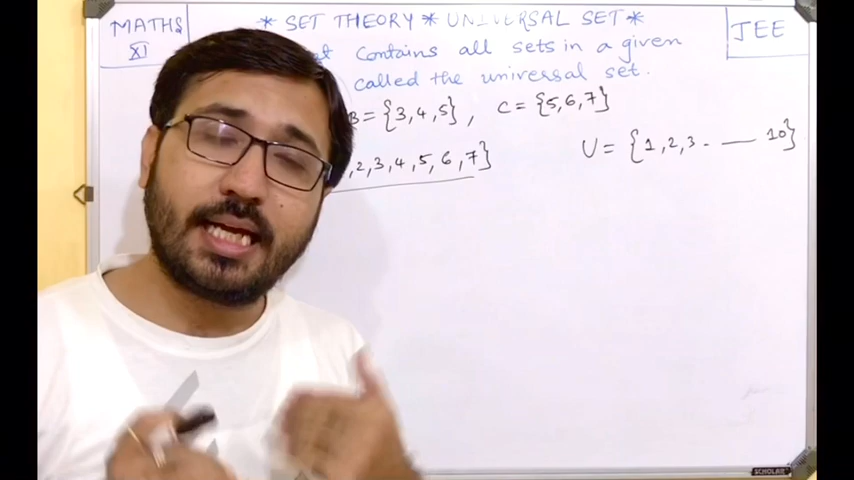 MATHS
XI
* SET THEORY * UNIVERSAL SET *
JEE
contains all sets in a given
called the universal set.
B = {3,4,5}, C = {5,6,7}
,2,3,4,5,6,7}
U = {1,2,3 - — 10}
SCHOLAR